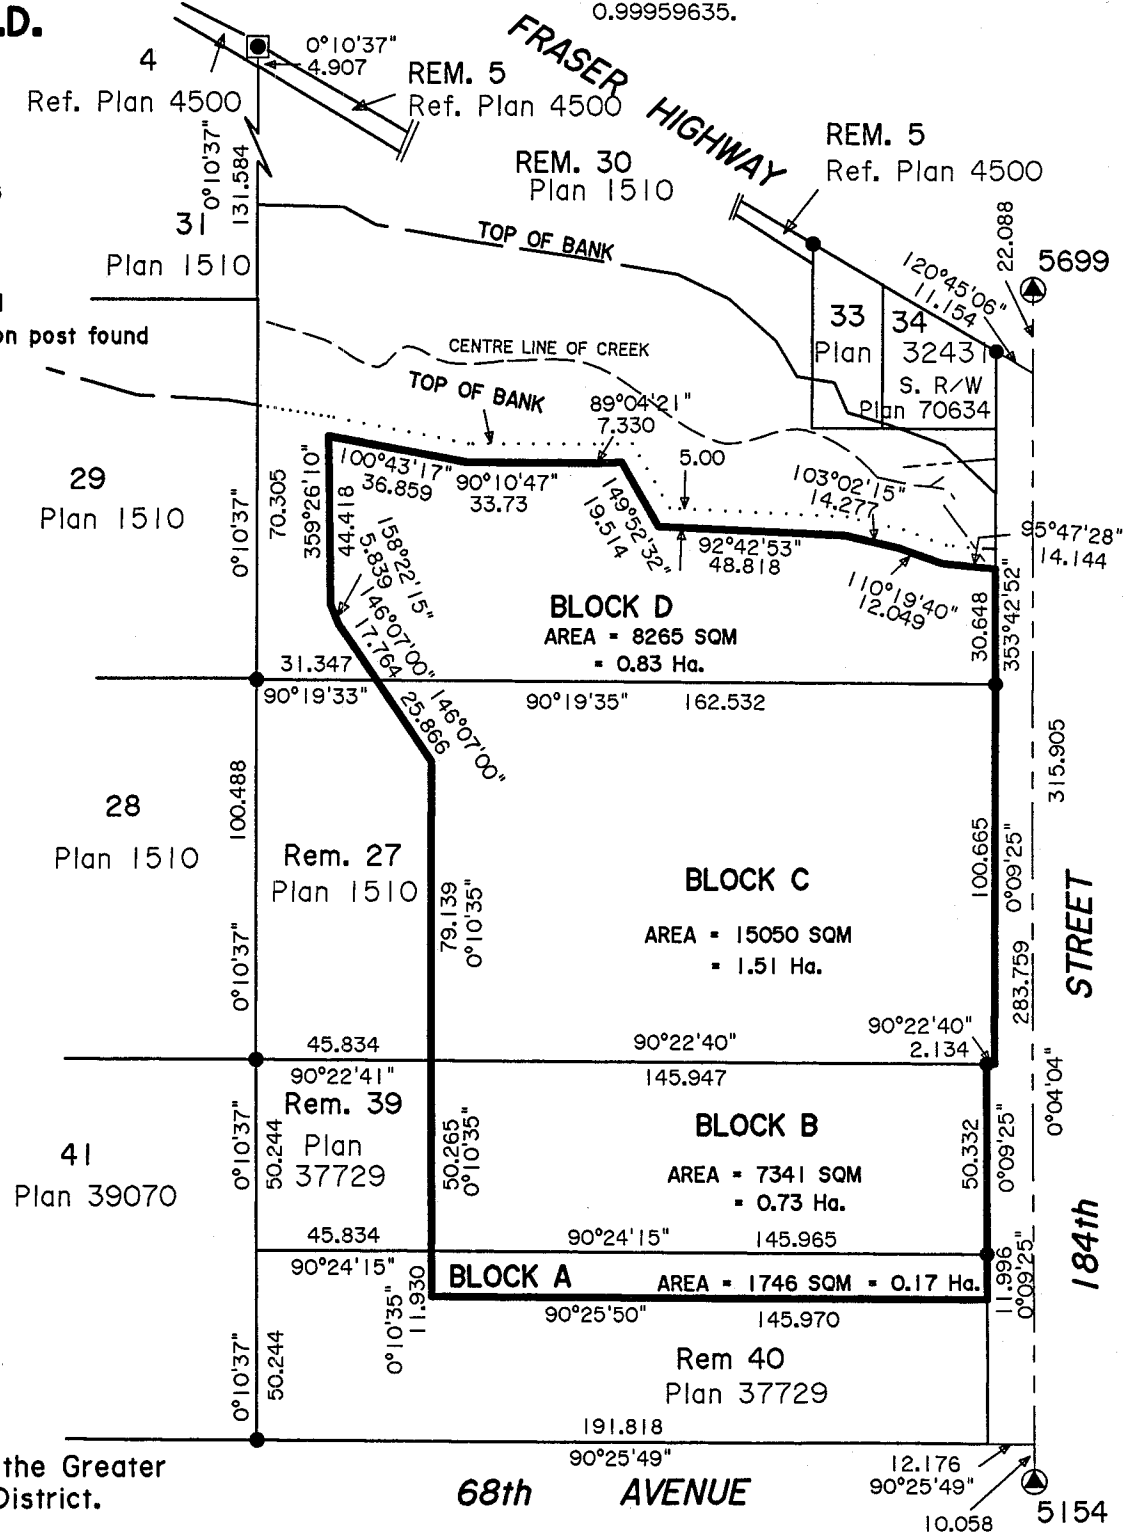 .D.
0.99959635.
FRASER HIGHWAY
4
Ref. Plan 4500
0°10'37"
4.907
REM. 5
Ref. Plan 4500
REM. 5
Ref. Plan 4500
REM. 30
Plan 1510
0°10'37"
131.584
31
Plan 1510
TOP OF BANK
22.088
5699
120°45'06"
11.154
33
34
Plan 32431
S. R/W
Plan 70634
on post found
CENTRE LINE OF CREEK
TOP OF BANK
89°04'21"
7.330
5.00
29
Plan 1510
0°10'37"
70.305
359°26'10"
44.418
100°43'17"
36.859
90°10'47"
33.73
149°52'32"
19.514
103°02'15"
14.277
92°42'53"
48.818
95°47'28"
14.144
110°19'40"
12.049
158°22'15"
5.839
146°07'00"
17.764
BLOCK D
AREA = 8265 SQM
= 0.83 Ha.
30.648
353°42'52"
31.347
90°19'33"
90°19'35"
162.532
146°07'00"
25.866
315.905
28
Plan 1510
100.488
0°10'37"
Rem. 27
Plan 1510
79.139
0°10'35"
BLOCK C
AREA = 15050 SQM
= 1.51 Ha.
100.665
0°09'25"
283.759
STREET
90°22'40"
2.134
45.834
90°22'41"
90°22'40"
145.947
0°04'04"
41
Plan 39070
0°10'37"
50.244
Rem. 39
Plan
37729
50.265
0°10'35"
BLOCK B
AREA = 7341 SQM
= 0.73 Ha.
50.332
0°09'25"
184th
45.834
90°24'15"
90°24'15"
145.965
BLOCK A
AREA = 1746 SQM = 0.17 Ha.
11.996
0°09'25"
0°10'35"
11.930
90°25'50"
145.970
0°10'37"
50.244
Rem 40
Plan 37729
191.818
90°25'49"
12.176
90°25'49"
10.058
5154
the Greater
District.
68th AVENUE